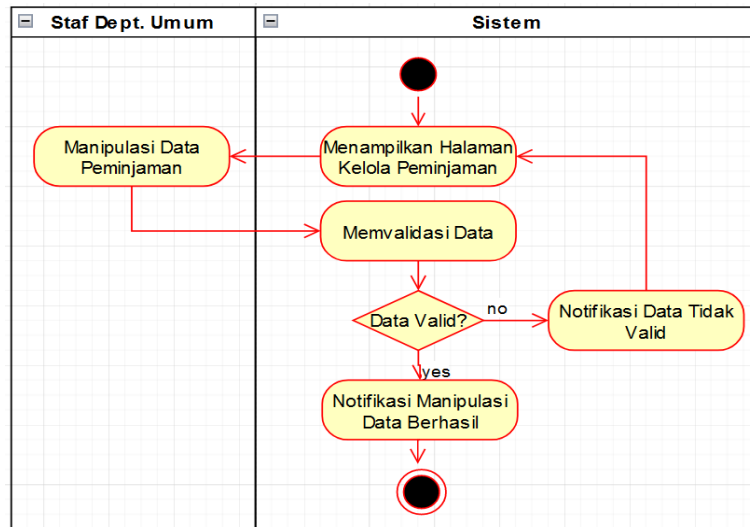 Staf Dept. Umum
Sistem
Manipulasi Data
Peminjaman
Menampilkan Halaman
Kelola Peminjaman
Memvalidasi Data
Data Valid?
no
Notifikasi Data Tidak
Valid
yes
Notifikasi Manipulasi
Data Berhasil